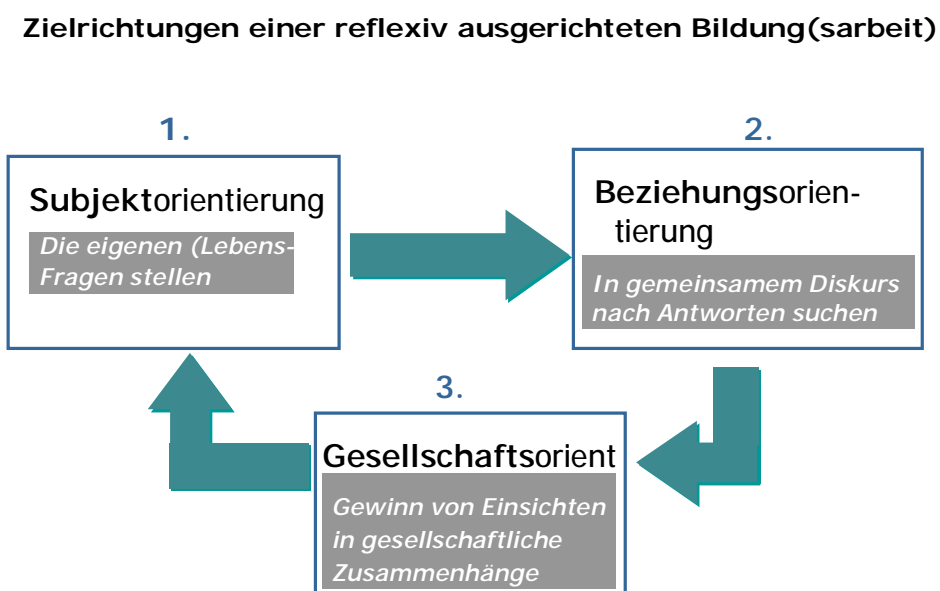 Zielrichtungen einer reflexiv ausgerichteten Bildung(sarbeit)
1.
Subjektorientierung
Die eigenen (Lebens-
Fragen stellen
2.
Beziehungsorien-
tierung
In gemeinsamem Diskurs
nach Antworten suchen
3.
Gesellschaftsorient
Gewinn von Einsichten
in gesellschaftliche
Zusammenhänge